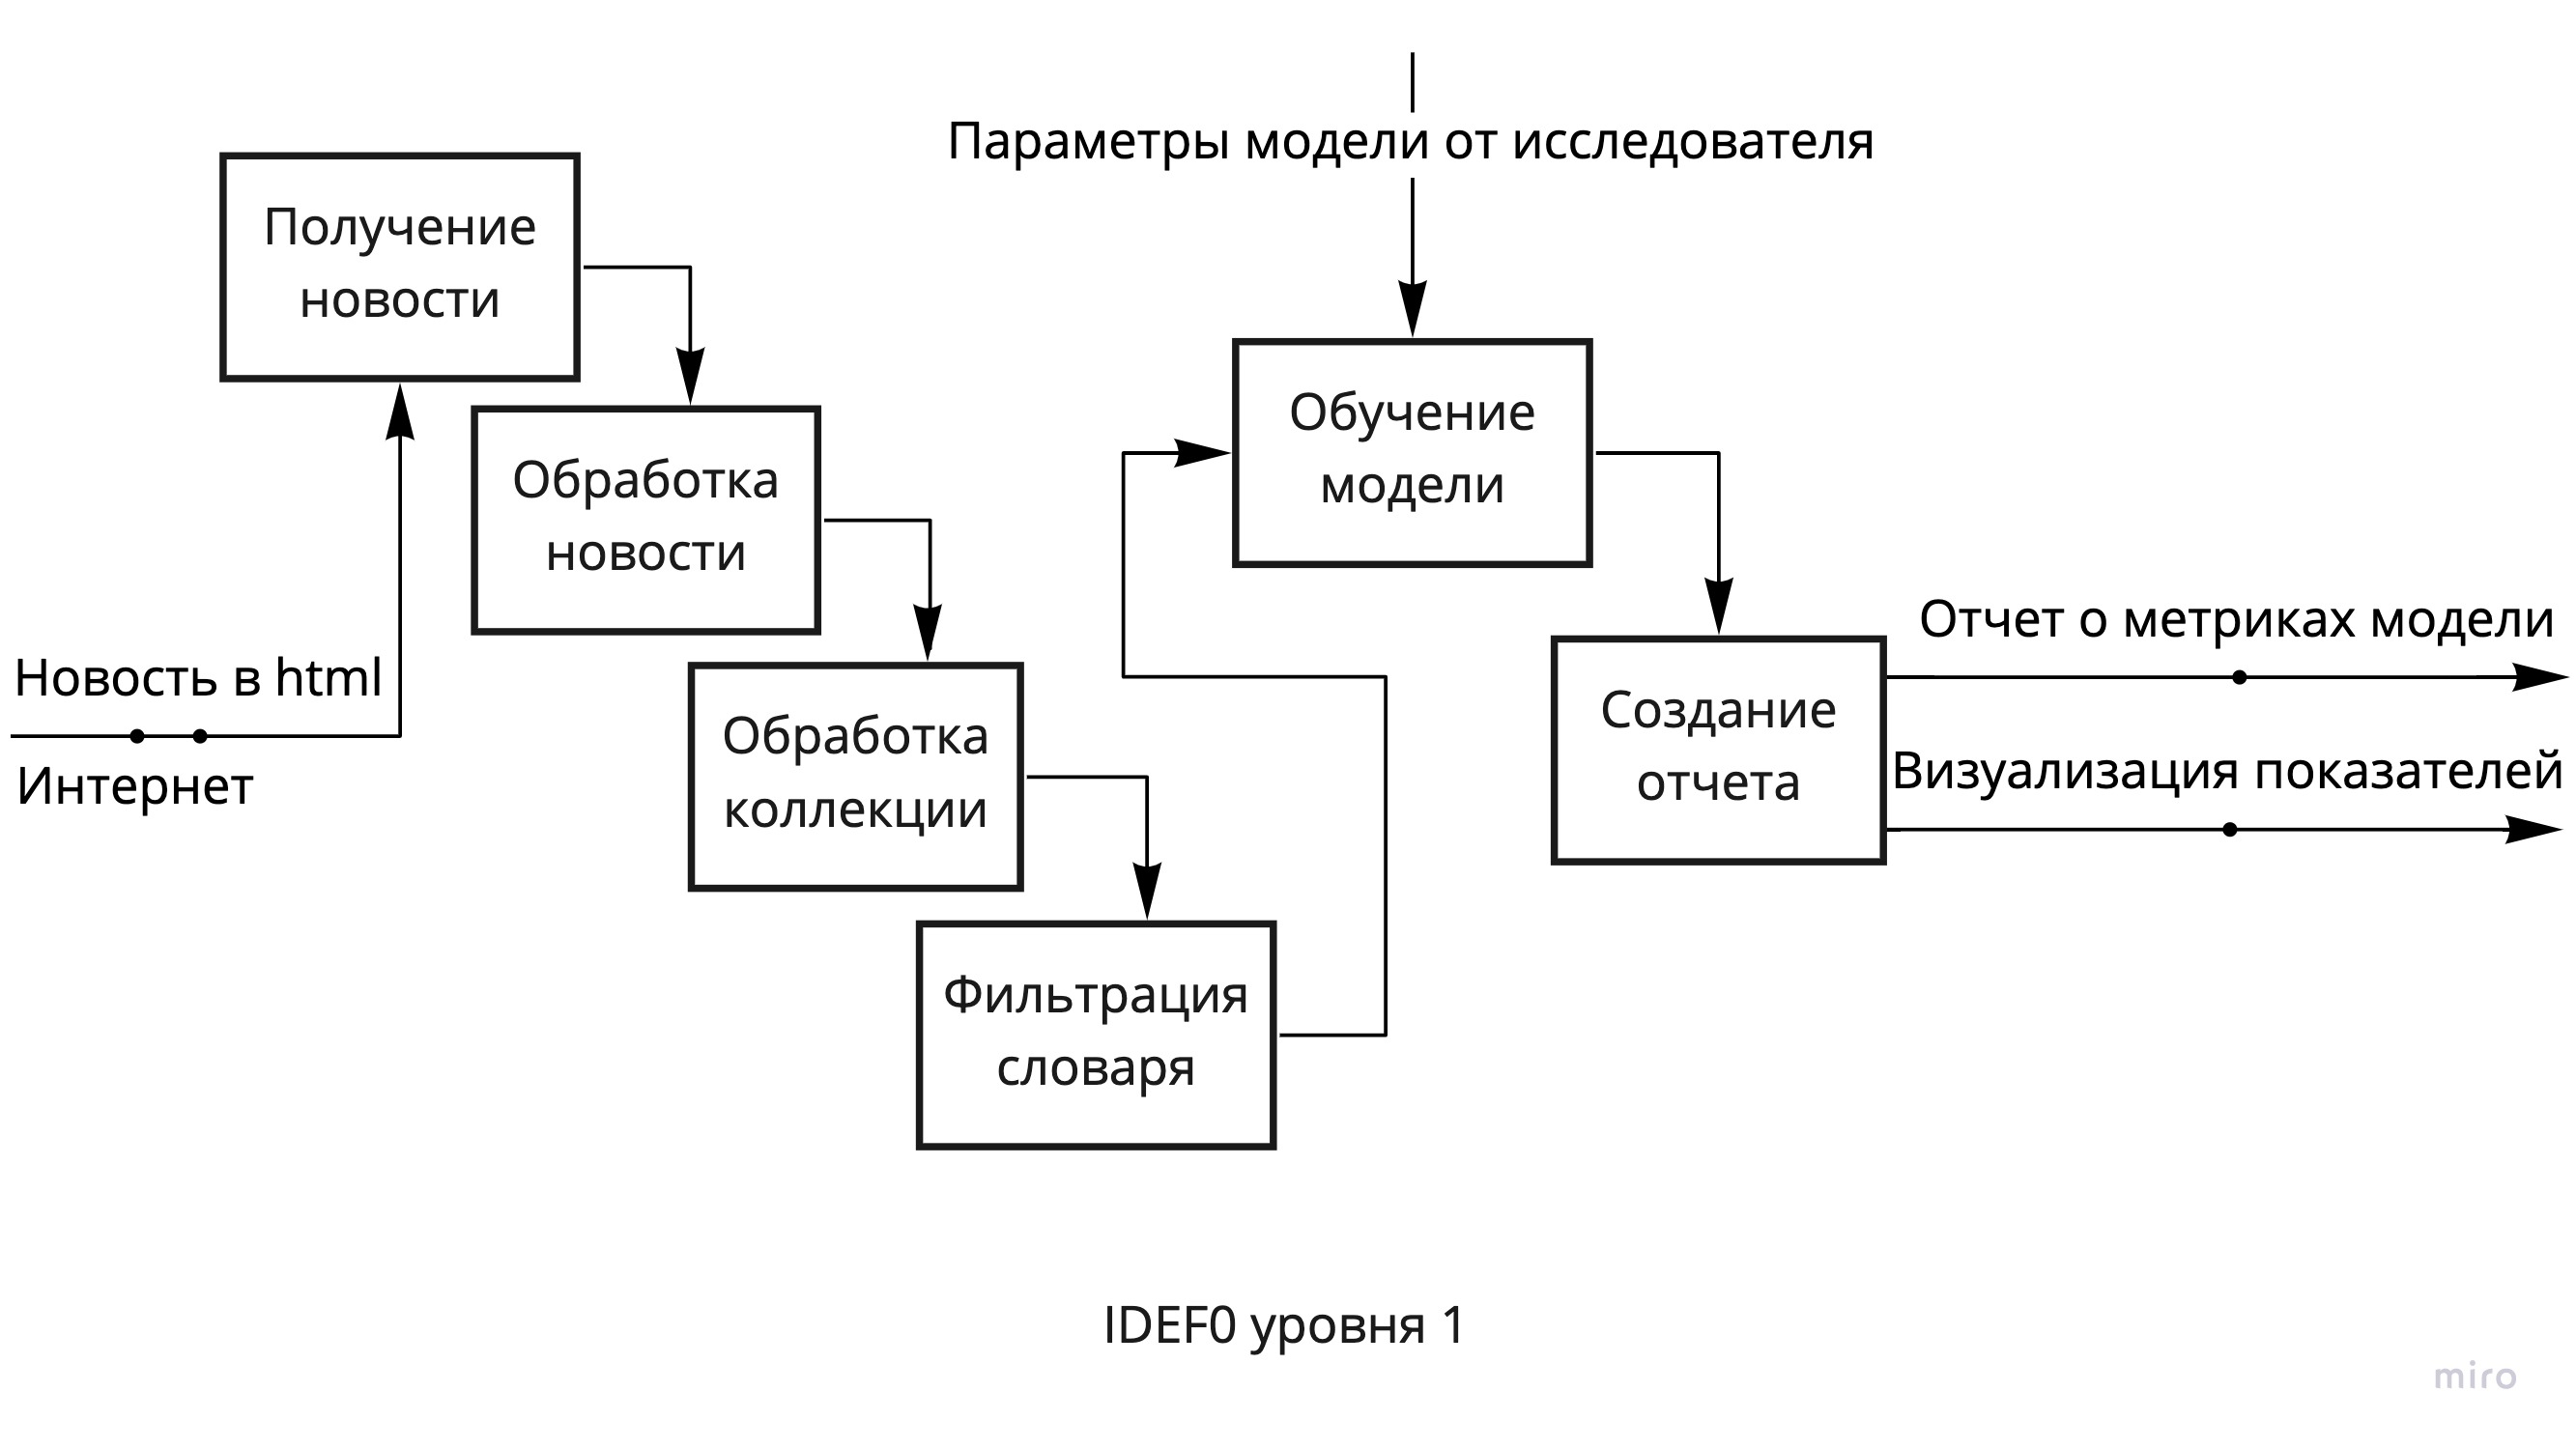 Параметры модели от исследователя
Получение
новости
Обработка
новости
Обучение
модели
Новость в html
Интернет
Обработка
коллекции
Создание
отчета
Отчет о метриках модели
Визуализация показателей
Фильтрация
словаря
IDEF0 уровня 1
miro